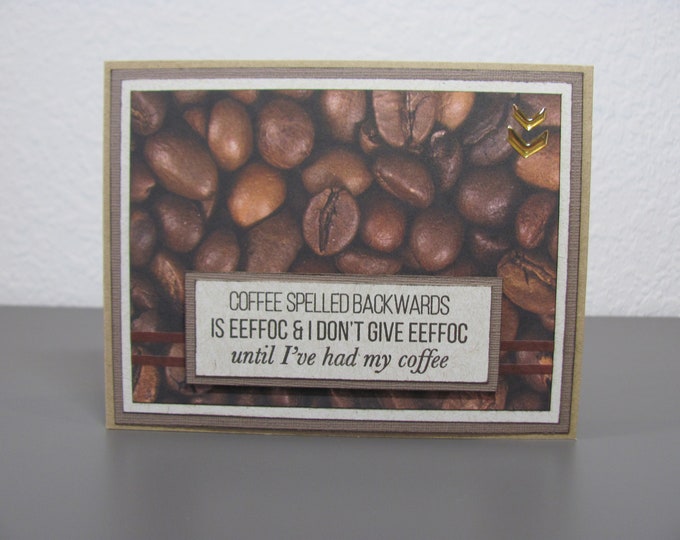 COFFEE SPELLED BACKWARDS
IS EEFFOC & I DON'T GIVE EEFFOC
until I've had my coffee